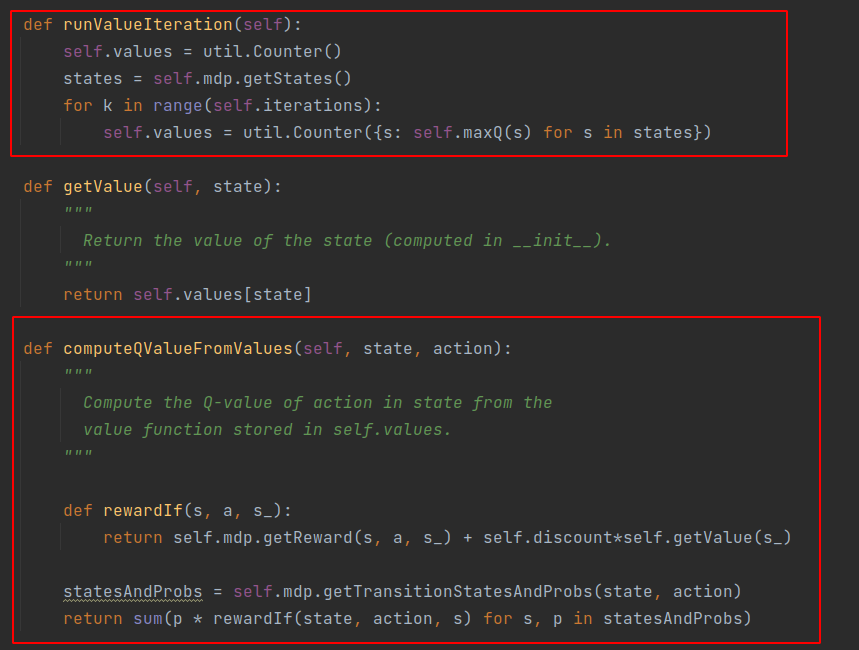 def runValueIteration(self):
self.values = util.Counter()
states = self.mdp.getStates()
for k in range(self.iterations):
self.values = util.Counter({s: self.maxQ(s) for s in states})
def getValue(self, state):
"""
Return the value of the state (computed in __init__).
"""
return self.values[state]
def computeQValueFromValues(self, state, action):
"""
Compute the Q-value of action in state from the
value function stored in self.values.
"""
def rewardIf(s, a, s_):
return self.mdp.getReward(s, a, s_) + self.discount*self.getValue(s_)
statesAndProbs = self.mdp.getTransitionStatesAndProbs(state, action)
return sum(p * rewardIf(state, action, s) for s, p in statesAndProbs)